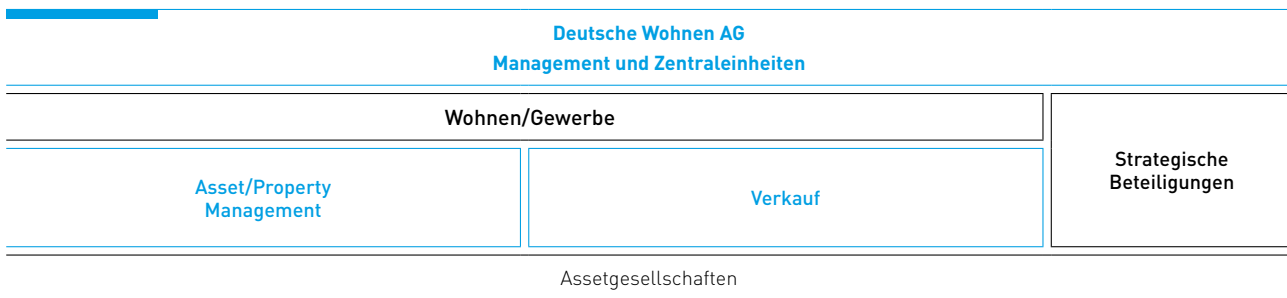 Deutsche Wohnen AG
Management und Zentraleinheiten
Wohnen/Gewerbe
Asset/Property
Management
Verkauf
Strategische
Beteiligungen
Assetgesellschaften